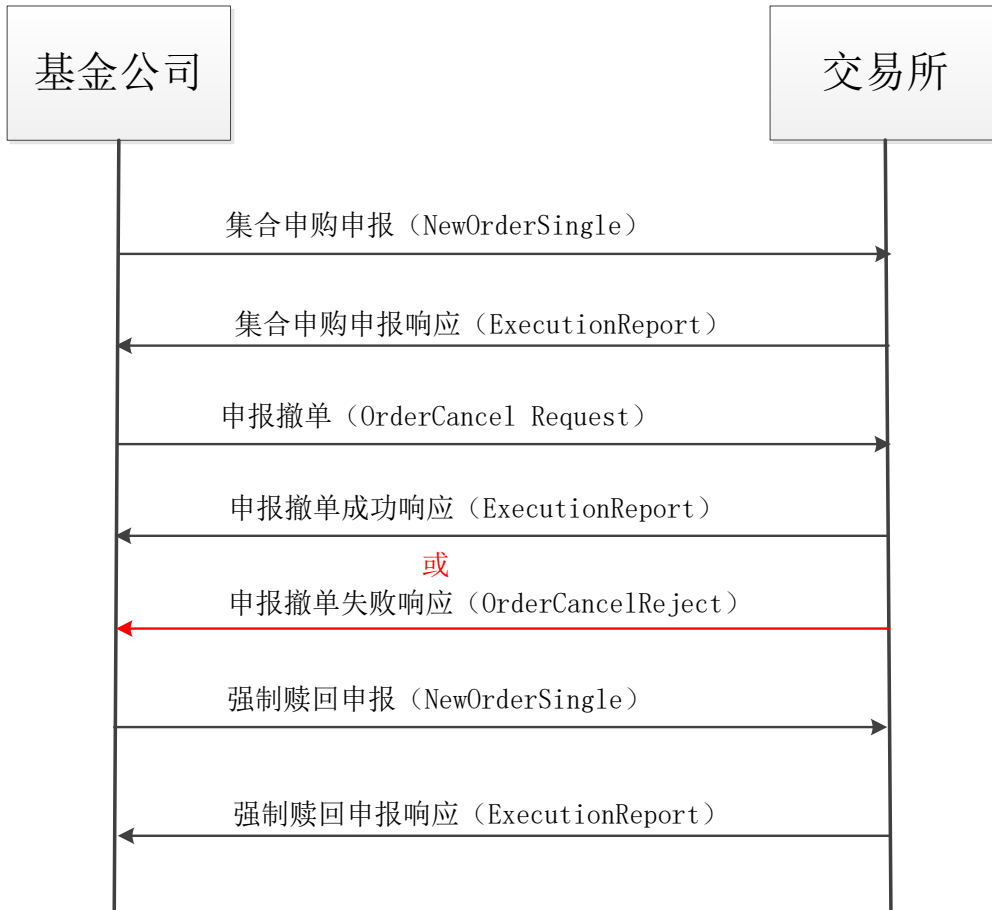 基金公司
交易所
集合申购申报（NewOrderSingle）
集合申购申报响应（ExecutionReport）
申报撤单（OrderCancel Request）
申报撤单成功响应（ExecutionReport）
或
申报撤单失败响应（OrderCancelReject）
强制赎回申报（NewOrderSingle）
强制赎回申报响应（ExecutionReport）